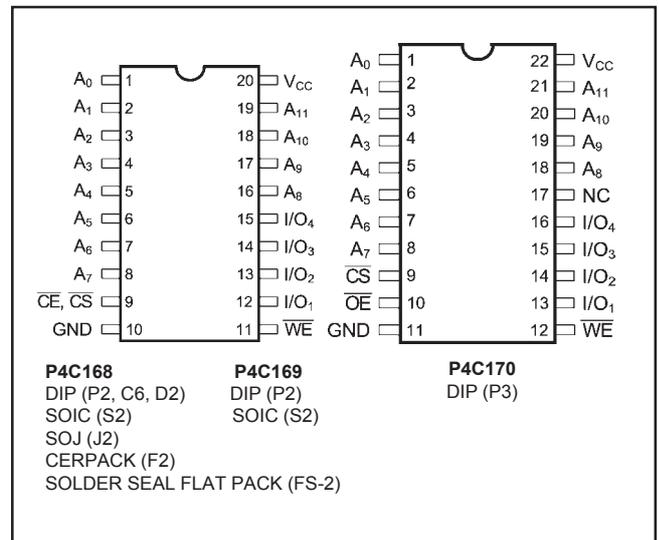 A0 1 20 VCC
A1 2 19 A11
A2 3 18 A10
A3 4 17 A9
A4 5 16 A8
A5 6 15 I/O4
A6 7 14 I/O3
A7 8 13 I/O2
CE, CS 9 12 I/O1
GND 10 11 WE
P4C168
DIP (P2, C6, D2)
SOIC (S2)
SOJ (J2)
CERPACK (F2)
SOLDER SEAL FLAT PACK (FS-2)
P4C169
DIP (P2)
SOIC (S2)
A0 1 22 VCC
A1 2 21 A11
A2 3 20 A10
A3 4 19 A9
A4 5 18 A8
A5 6 17 NC
A6 7 16 I/O4
A7 8 15 I/O3
CS 9 14 I/O2
OE 10 13 I/O1
GND 11 12 WE
P4C170
DIP (P3)